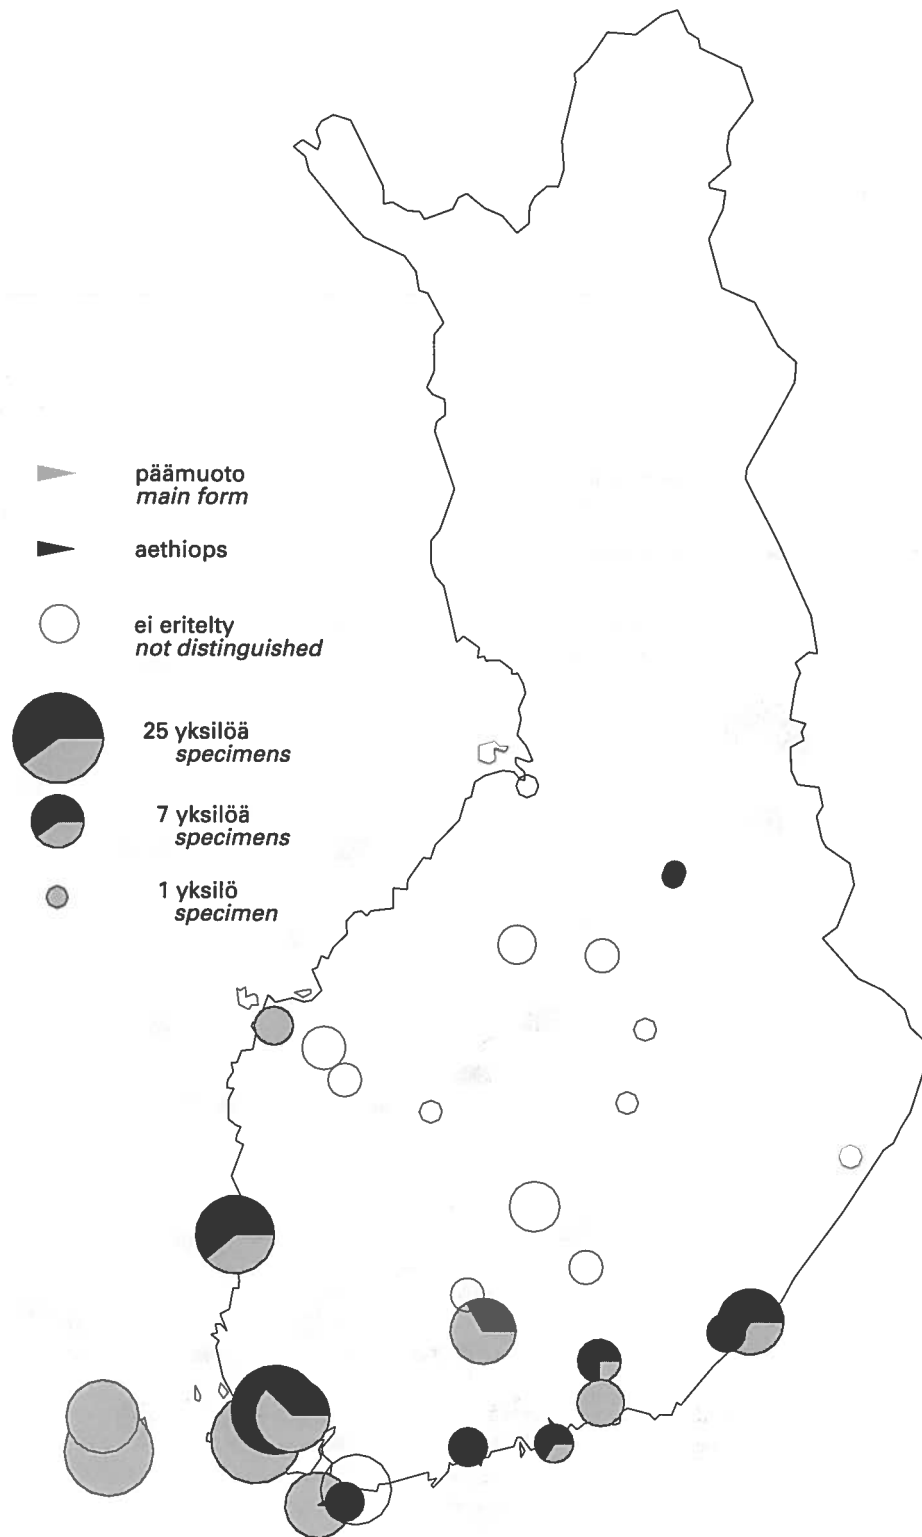 päämuoto
main form
aethiops
ei eritelty
not distinguished
25 yksilöä
specimens
7 yksilöä
specimens
1 yksilö
specimen